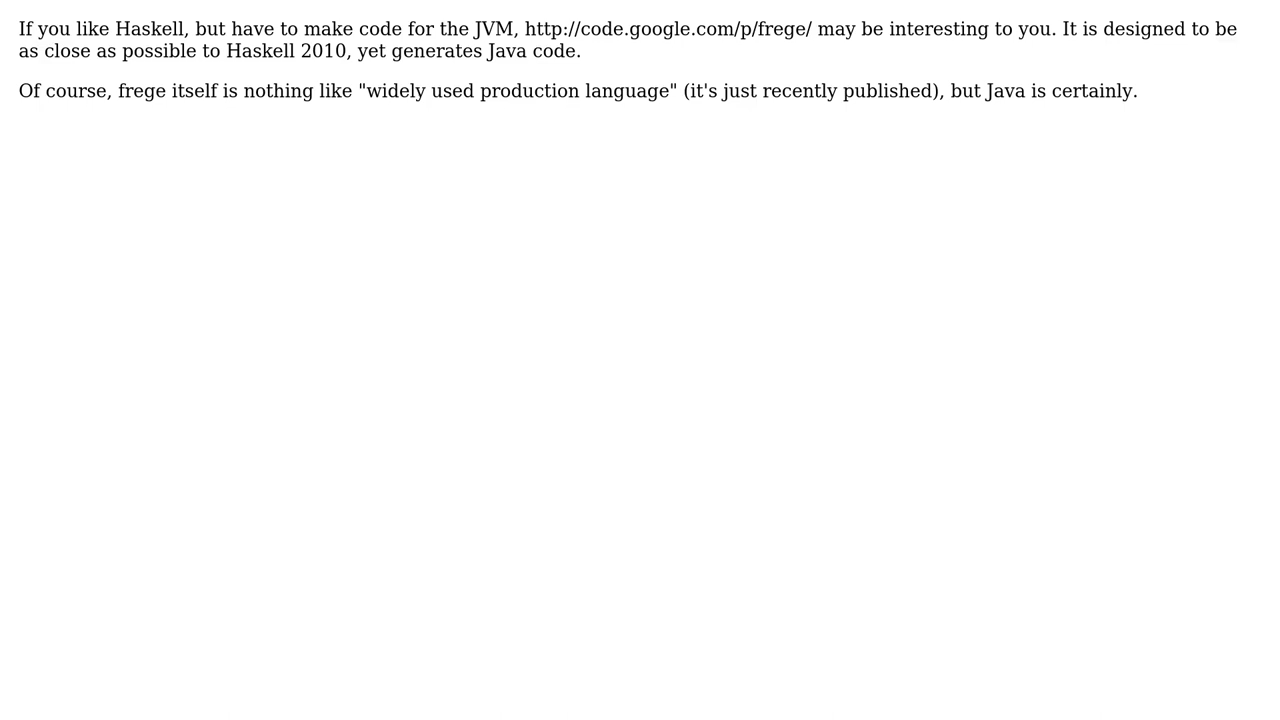 If you like Haskell, but have to make code for the JVM, http://code.google.com/p/frege/ may be interesting to you. It is designed to be
as close as possible to Haskell 2010, yet generates Java code.
Of course, frege itself is nothing like "widely used production language" (it's just recently published), but Java is certainly.